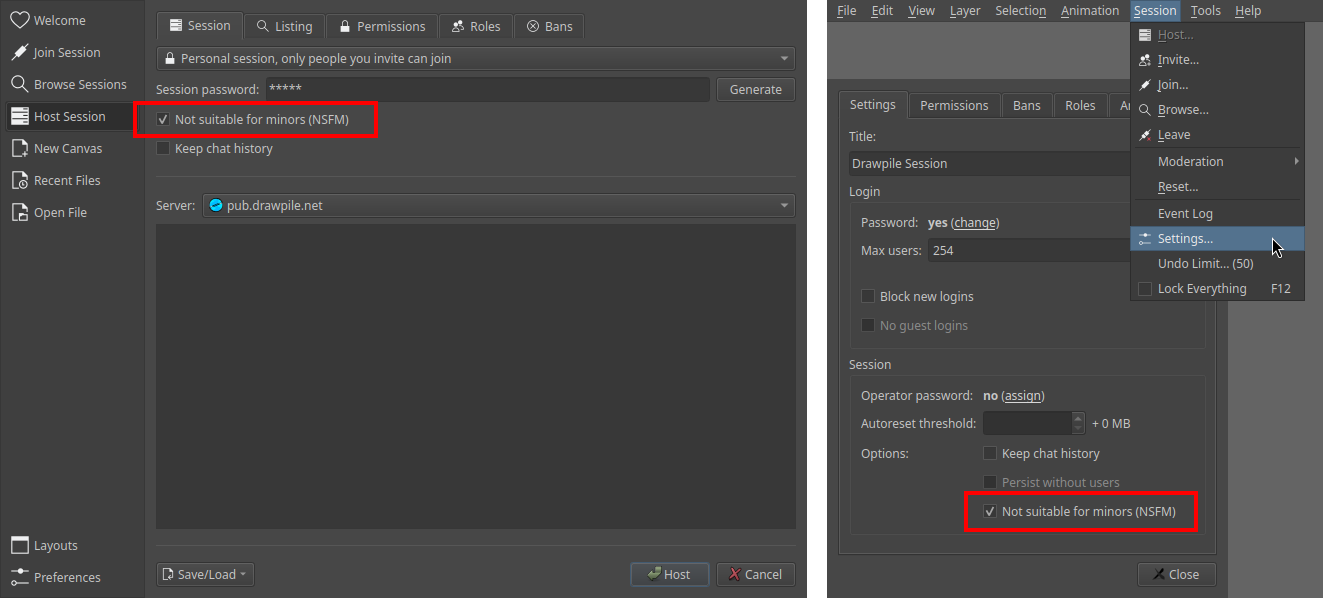 Welcome
Join Session
Browse Sessions
Host Session
New Canvas
Recent Files
Open File
Layouts
Preferences
Session Listing Permissions Roles Bans
Personal session, only people you invite can join
Session password: ***** Generate
Not suitable for minors (NSFM)
Keep chat history
Server: pub.drawpile.net
Save/Load Host Cancel
File Edit View Layer Selection Animation Session Tools Help
Host...
Invite...
Join...
Browse...
Leave
Moderation
Reset...
Event Log
Settings...
Undo Limit... (50)
Lock Everything F12
Settings Permissions Bans Roles
Title:
Drawpile Session
Login
Password: yes (change)
Max users: 254
Block new logins
No guest logins
Session
Operator password: no (assign)
Autoreset threshold: + 0 MB
Options: Keep chat history
Persist without users
Not suitable for minors (NSFM)
Close